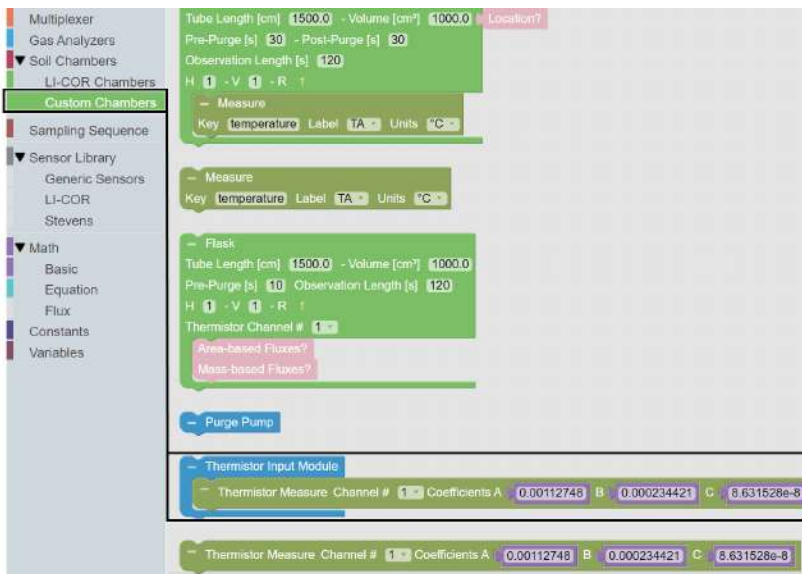 Multiplexer
Gas Analyzers
Soil Chambers
LI-COR Chambers
Custom Chambers
Sampling Sequence
Sensor Library
Generic Sensors
LI-COR
Stevens
Math
Basic
Equation
Flux
Constants
Variables
Tube Length [cm] 1500.0 - Volume [cm³] 1000.0 Location?
Pre-Purge [s] 30 - Post-Purge [s] 30
Observation Length [s] 120
H 1 - V 1 - R ↑
− Measure
Key temperature Label TA Units °C
− Measure
Key temperature Label TA Units °C
− Flask
Tube Length [cm] 1500.0 - Volume [cm³] 1000.0
Pre-Purge [s] 10 Observation Length [s] 120
H 1 - V 1 - R ↑
Thermistor Channel # 1
Area-based Fluxes?
Mass-based Fluxes?
− Purge Pump
− Thermistor Input Module
− Thermistor Measure Channel # 1 Coefficients A 0.00112748 B 0.000234421 C 8.631528e-8
− Thermistor Measure Channel # 1 Coefficients A 0.00112748 B 0.000234421 C 8.631528e-8